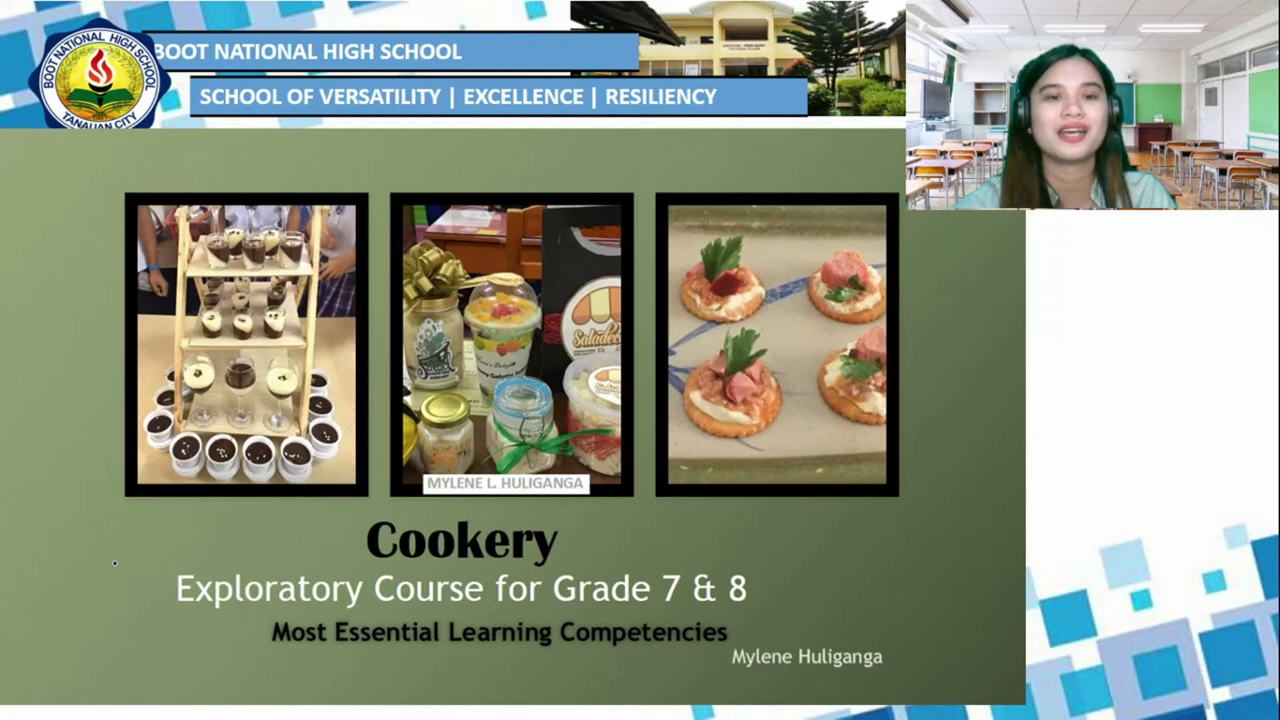 BOOT NATIONAL HIGH SCHOOL
TANAUAN CITY
BOOT NATIONAL HIGH SCHOOL
SCHOOL OF VERSATILITY | EXCELLENCE | RESILIENCY
MYLENE L. HULIGANGA
Cookery
Exploratory Course for Grade 7 & 8
Most Essential Learning Competencies
Mylene Huliganga